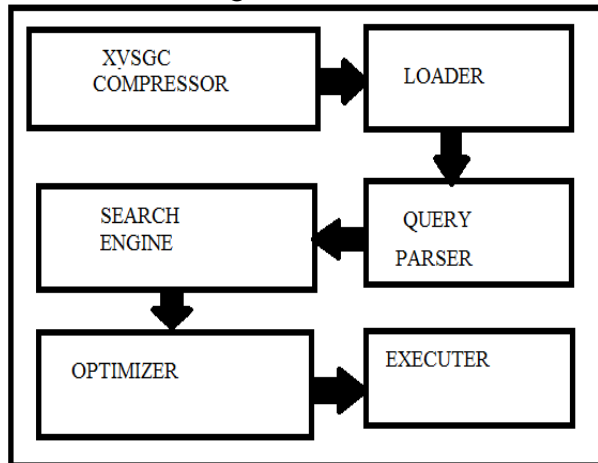 XVSGC
COMPRESSOR
LOADER
QUERY
PARSER
SEARCH
ENGINE
OPTIMIZER
EXECUTER